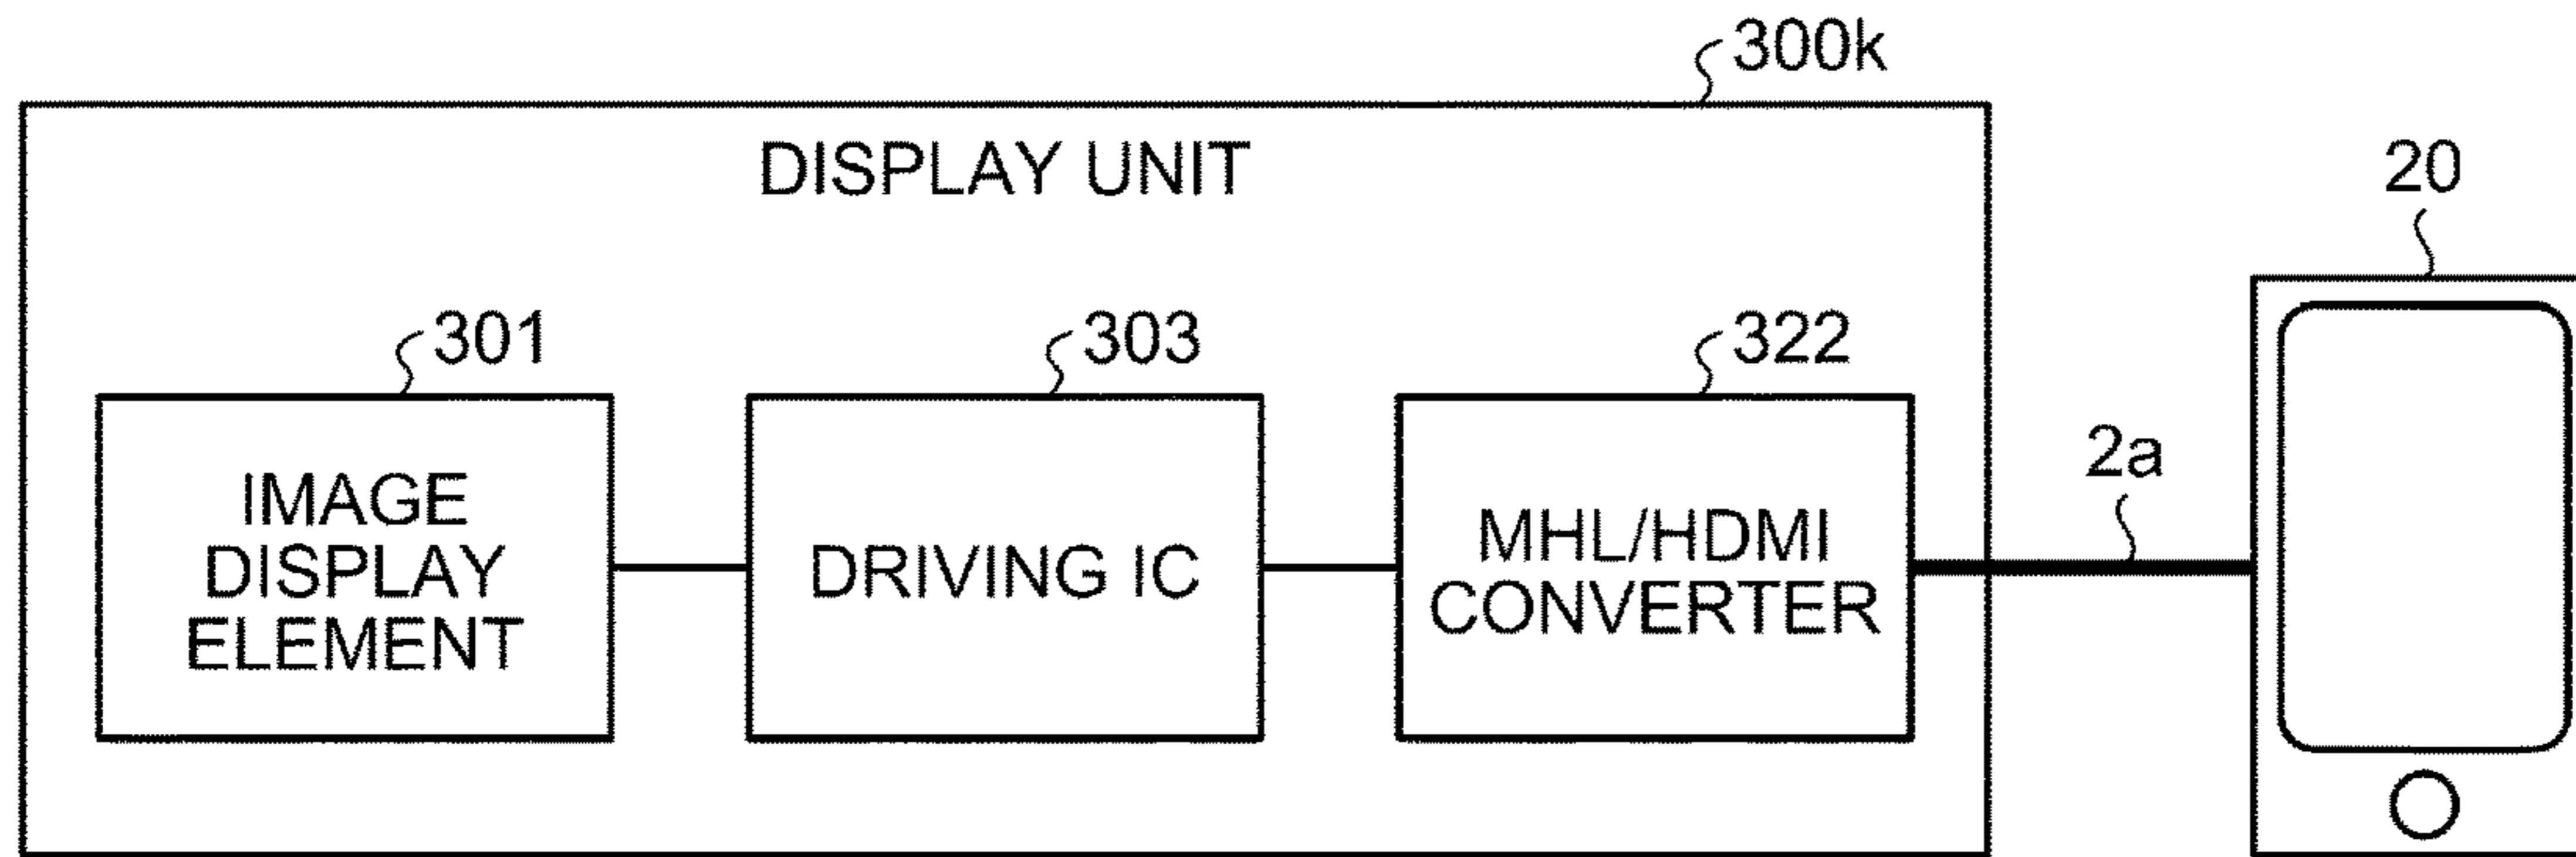 300k
DISPLAY UNIT
20
301
303
322
2a
IMAGE
DISPLAY
ELEMENT
DRIVING IC
MHL/HDMI
CONVERTER